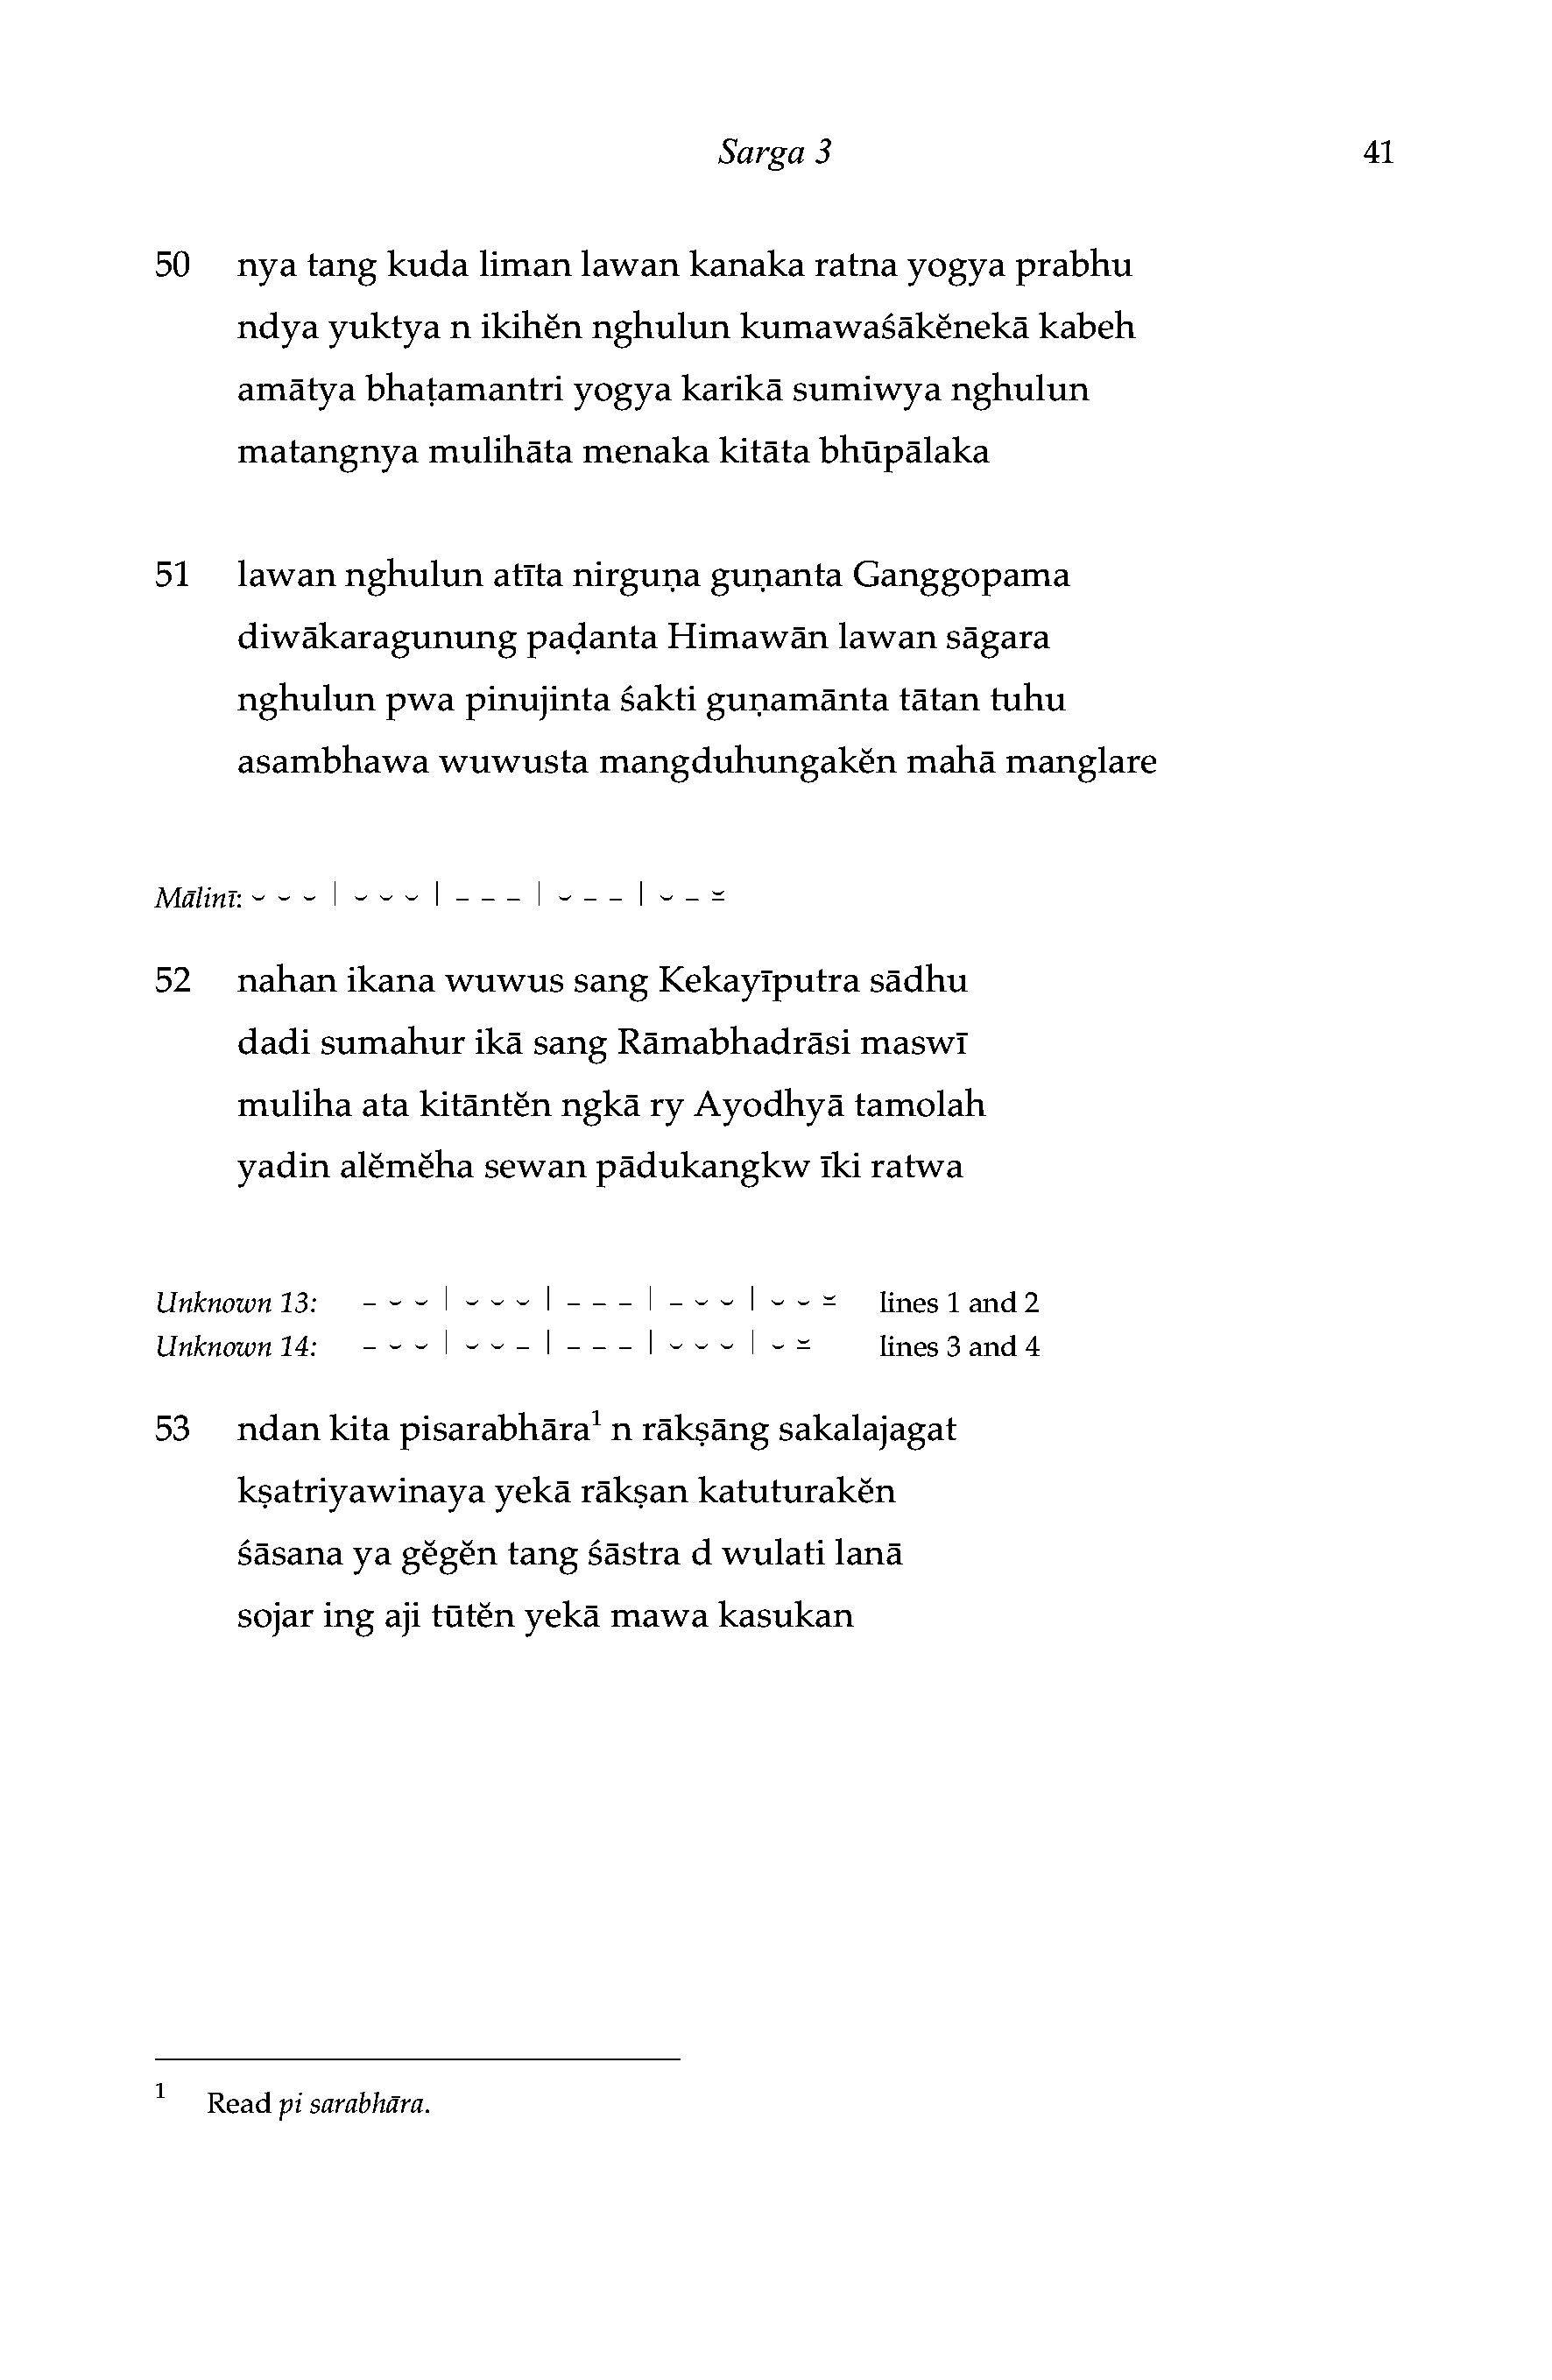 Sarga 3 41
50 nya tang kuda liman lawan kanaka ratna yogya prabhu
ndya yuktya n ikihĕn nghulun kumawaśākĕnekā kabeh
amātya bhaṭamantri yogya karikā sumiwya nghulun
matangnya mulihāta menaka kitāta bhūpālaka
51 lawan nghulun atīta nirguṇa guṇanta Ganggopama
diwākaragunung paḍanta Himawān lawan sāgara
nghulun pwa pinujinta śakti guṇamānta tātan tuhu
asambhawa wuwusta mangduhungakĕn mahā manglare
Mālinī: ⏑ ⏑ ⏑ | ⏑ ⏑ ⏑ | – – – | ⏑ – – | ⏑ – ⏓
52 nahan ikana wuwus sang Kekayīputra sādhu
dadi sumahur ikā sang Rāmabhadrāsi maswī
muliha ata kitāntĕn ngkā ry Ayodhyā tamolah
yadin alĕmĕha sewan pādukangkw īki ratwa
Unknown 13: – ⏑ ⏑ | ⏑ ⏑ ⏑ | – – – | – ⏑ ⏑ | ⏑ ⏑ ⏓ lines 1 and 2
Unknown 14: – ⏑ ⏑ | ⏑ ⏑ – | – – – | ⏑ ⏑ ⏑ | ⏑ ⏓ lines 3 and 4
53 ndan kita pisarabhāra¹ n rākṣāng sakalajagat
kṣatriyawinaya yekā rākṣan katuturakĕn
śāsana ya gĕgĕn tang śāstra d wulati lanā
sojar ing aji tūtĕn yekā mawa kasukan
¹ Read pi sarabhāra.